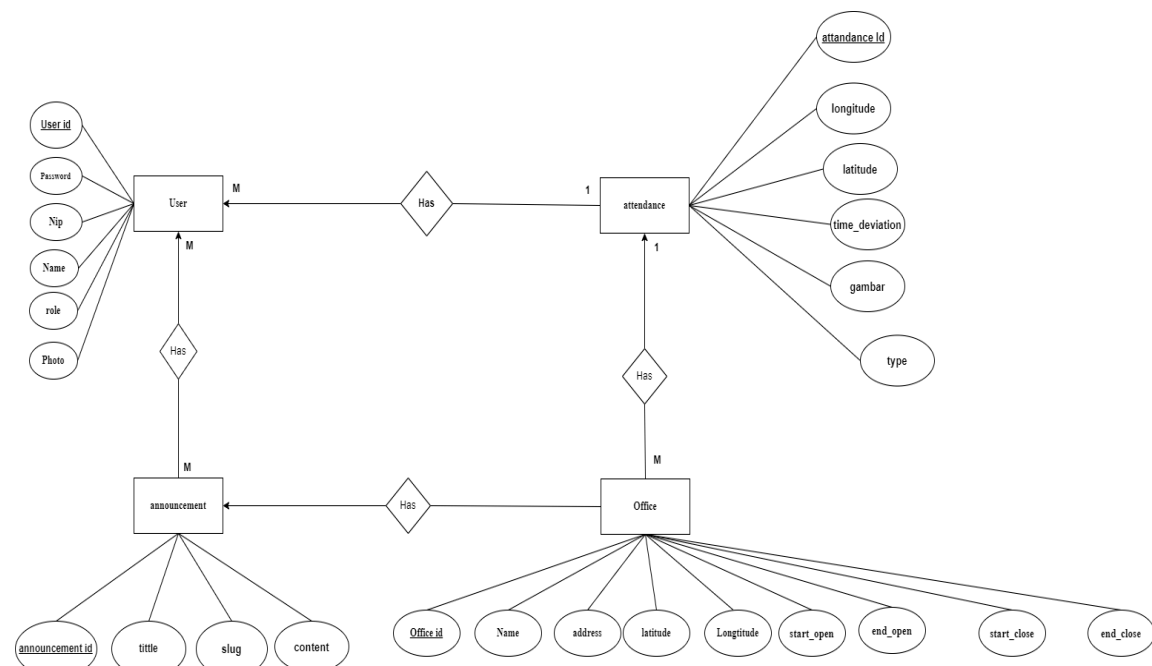 attandance Id
longitude
latitude
time_deviation
gambar
type
User id
Password
Nip
Name
role
Photo
User
M
Has
1
attendance
M
1
Has
Has
M
M
announcement
Has
Office
announcement id
tittle
slug
content
Office id
Name
address
latitude
Longtitude
start_open
end_open
start_close
end_close